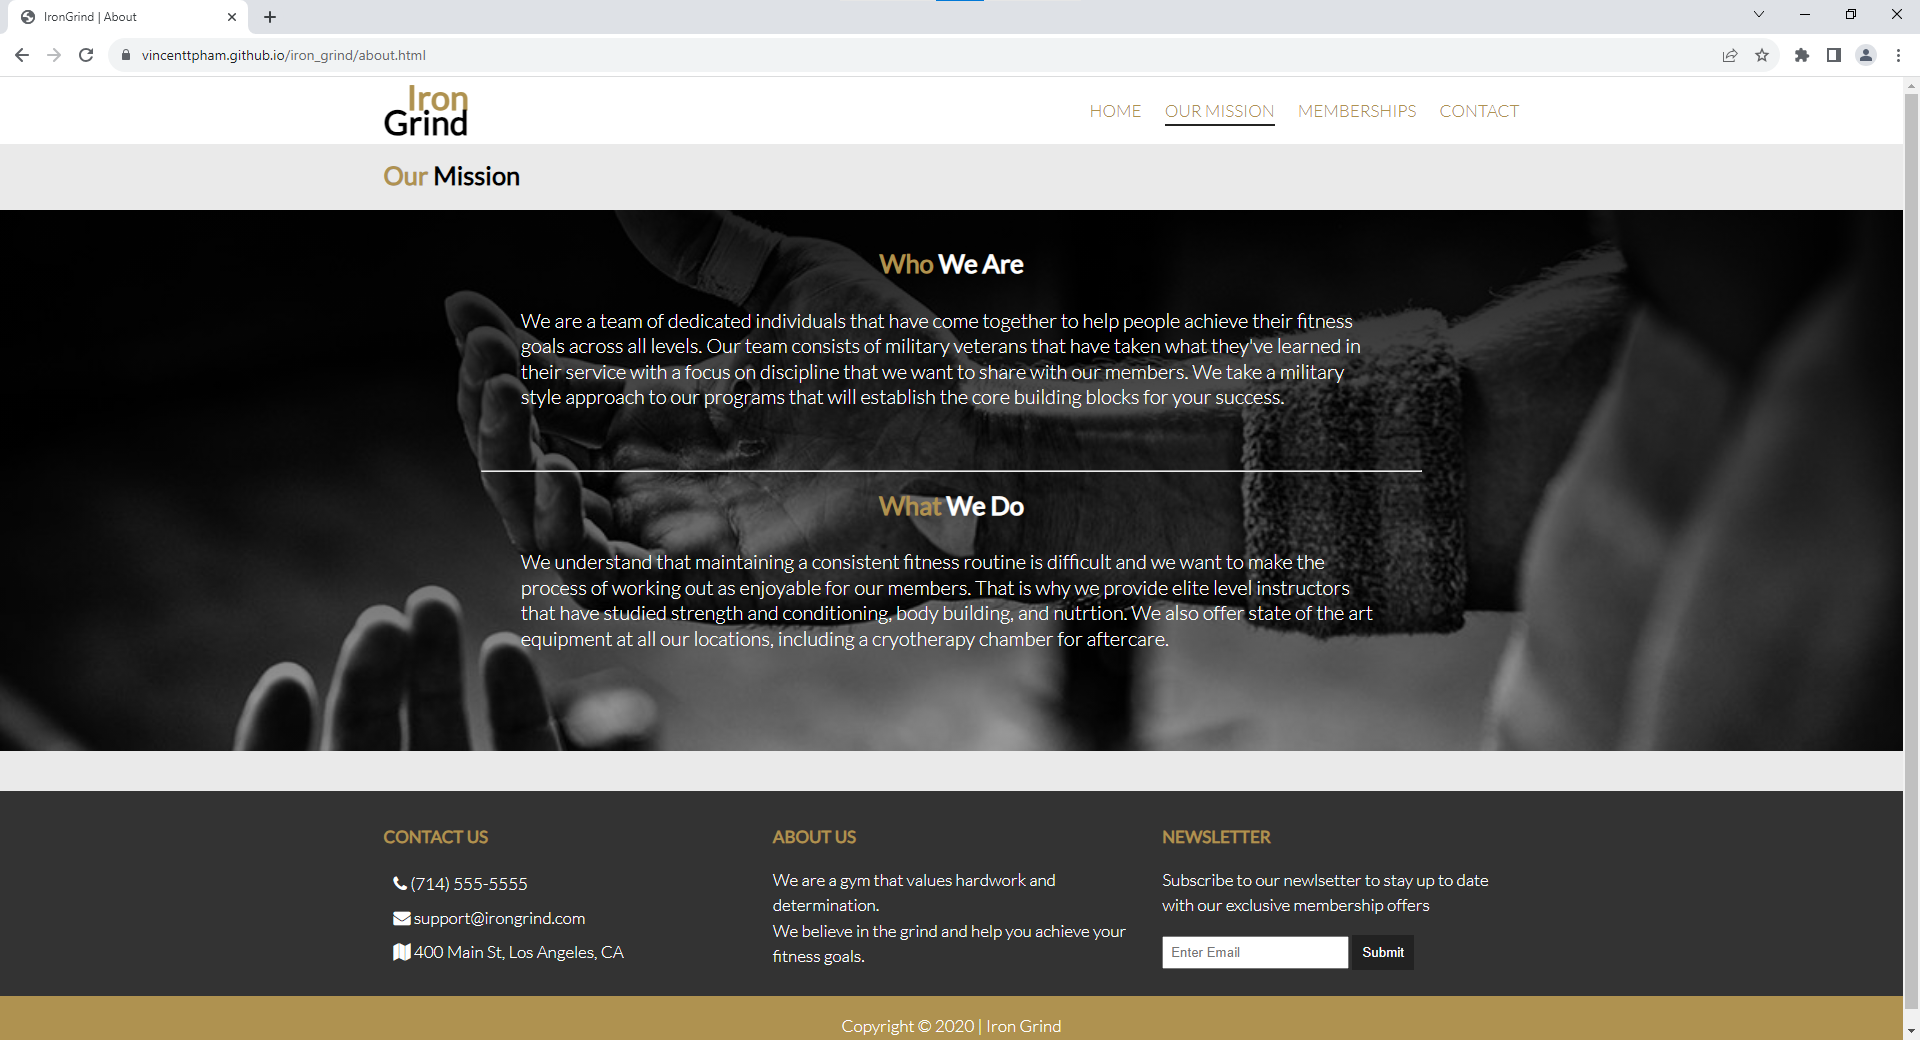 IronGrind | About
vincenttpham.github.io/iron_grind/about.html
Iron
Grind
HOME OUR MISSION MEMBERSHIPS CONTACT
Our Mission
Who We Are
We are a team of dedicated individuals that have come together to help people achieve their fitness
goals across all levels. Our team consists of military veterans that have taken what they've learned in
their service with a focus on discipline that we want to share with our members. We take a military
style approach to our programs that will establish the core building blocks for your success.
What We Do
We understand that maintaining a consistent fitness routine is difficult and we want to make the
process of working out as enjoyable for our members. That is why we provide elite level instructors
that have studied strength and conditioning, body building, and nutrtion. We also offer state of the art
equipment at all our locations, including a cryotherapy chamber for aftercare.
CONTACT US
(714) 555-5555
support@irongrind.com
400 Main St, Los Angeles, CA
ABOUT US
We are a gym that values hardwork and
determination.
We believe in the grind and help you achieve your
fitness goals.
NEWSLETTER
Subscribe to our newlsetter to stay up to date
with our exclusive membership offers
Enter Email Submit
Copyright © 2020 | Iron Grind